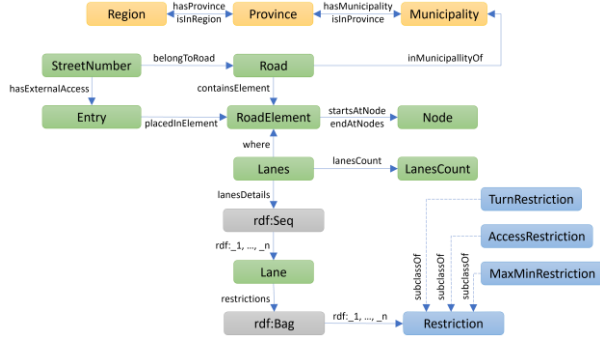 Region
hasProvince
isInRegion
Province
hasMunicipality
isInProvince
Municipality
StreetNumber
belongToRoad
Road
inMunicipallityOf
hasExternalAccess
containsElement
Entry
placedInElement
RoadElement
startsAtNode
endAtNodes
Node
where
Lanes
lanesCount
LanesCount
lanesDetails
TurnRestriction
rdf:Seq
AccessRestriction
rdf:_1, ..., _n
subclassOf
subclassOf
subclassOf
Lane
MaxMinRestriction
restrictions
rdf:Bag
rdf:_1, ..., _n
Restriction